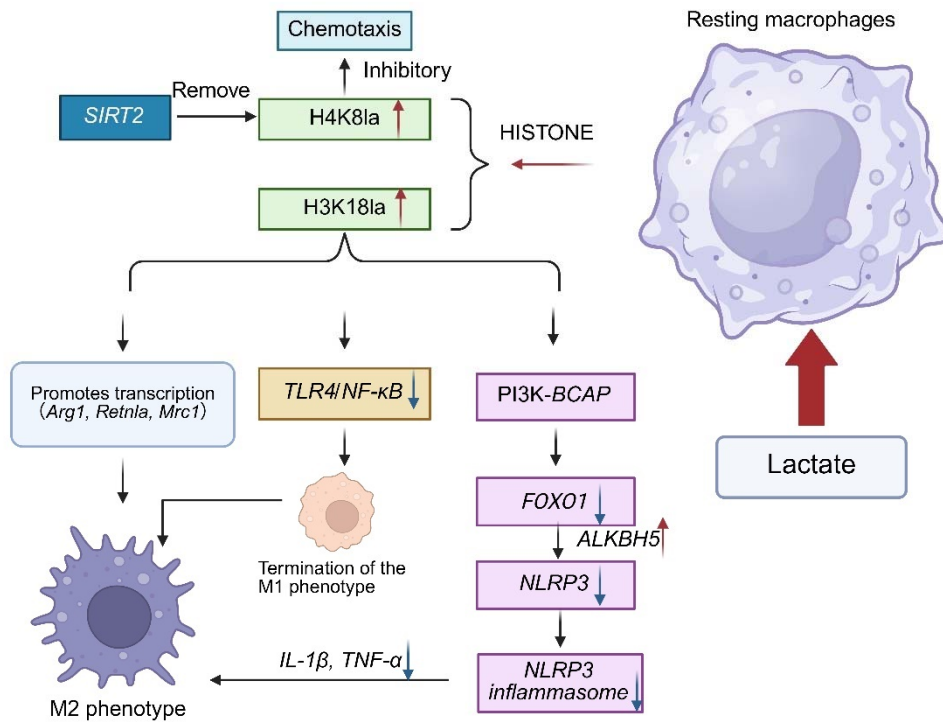 Resting macrophages
Chemotaxis
Inhibitory
Remove
SIRT2
H4K8la
HISTONE
H3K18la
Promotes transcription
（Arg1, Retnla, Mrc1）
TLR4/NF-κB
PI3K-BCAP
Lactate
FOXO1
ALKBH5
Termination of the
M1 phenotype
NLRP3
IL-1β, TNF-α
NLRP3
inflammasome
M2 phenotype